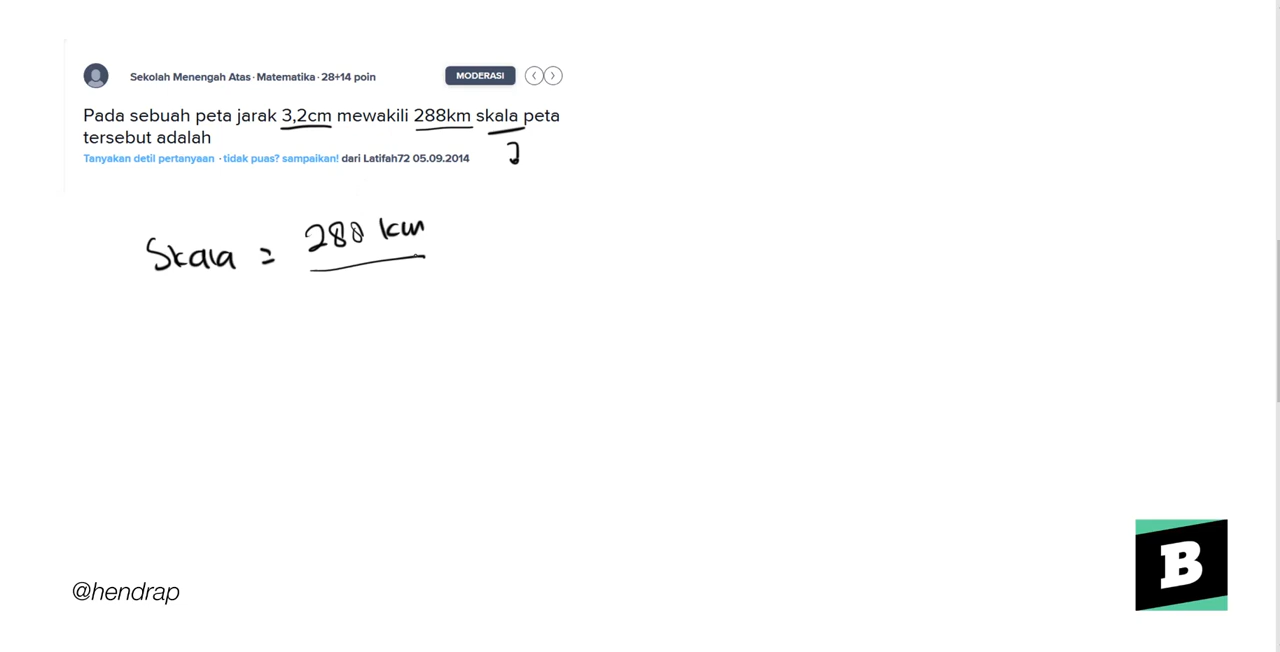 Sekolah Menengah Atas · Matematika · 28+14 poin
MODERASI
Pada sebuah peta jarak 3,2cm mewakili 288km skala peta
tersebut adalah
Tanyakan detil pertanyaan · tidak puas? sampaikan! dari Latifah72 05.09.2014
Skala = 288 km
B
@hendrap